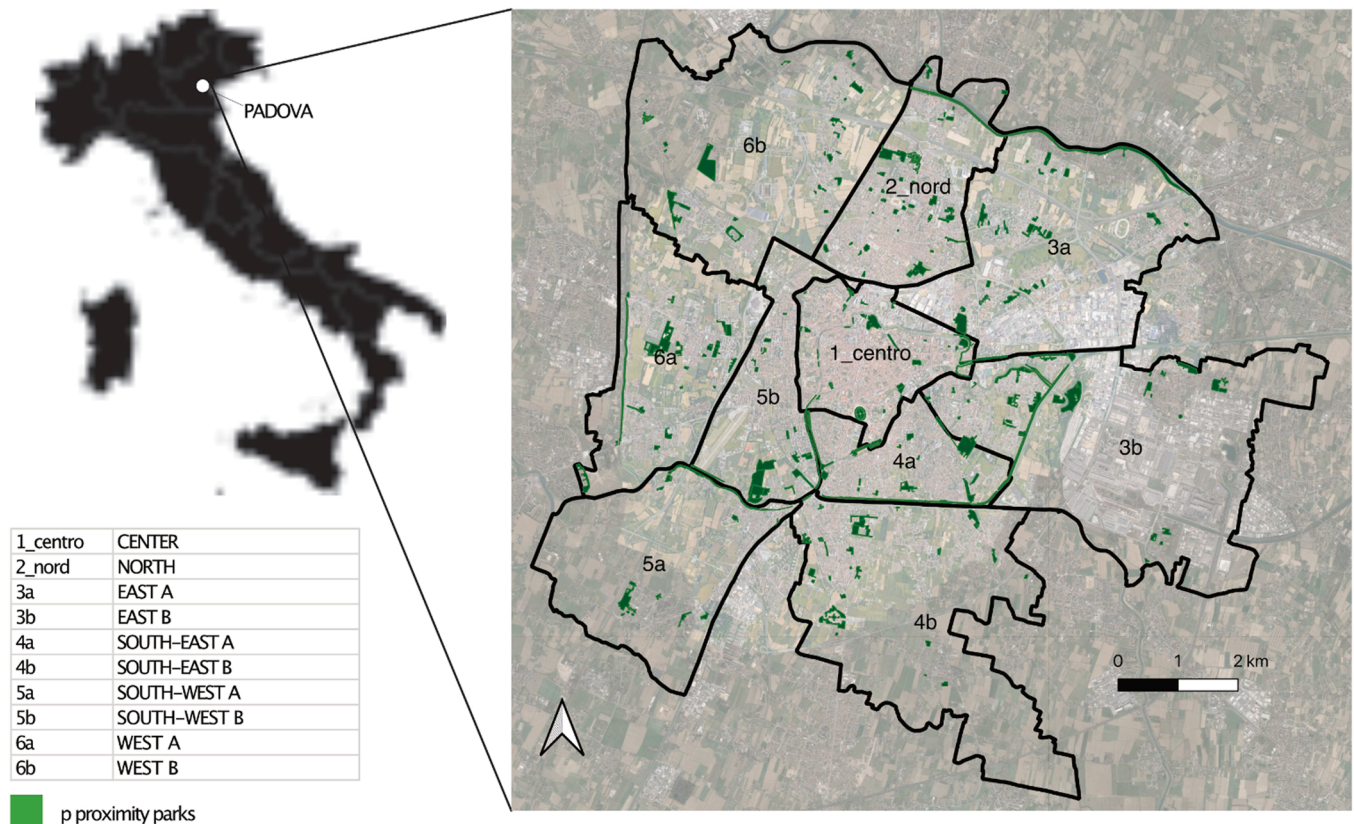 PADOVA
6b
2_nord
3a
1_centro
6a
5b
4a
3b
5a
4b
0 1 2 km
1_centro CENTER
2_nord NORTH
3a EAST A
3b EAST B
4a SOUTH-EAST A
4b SOUTH-EAST B
5a SOUTH-WEST A
5b SOUTH-WEST B
6a WEST A
6b WEST B
p proximity parks